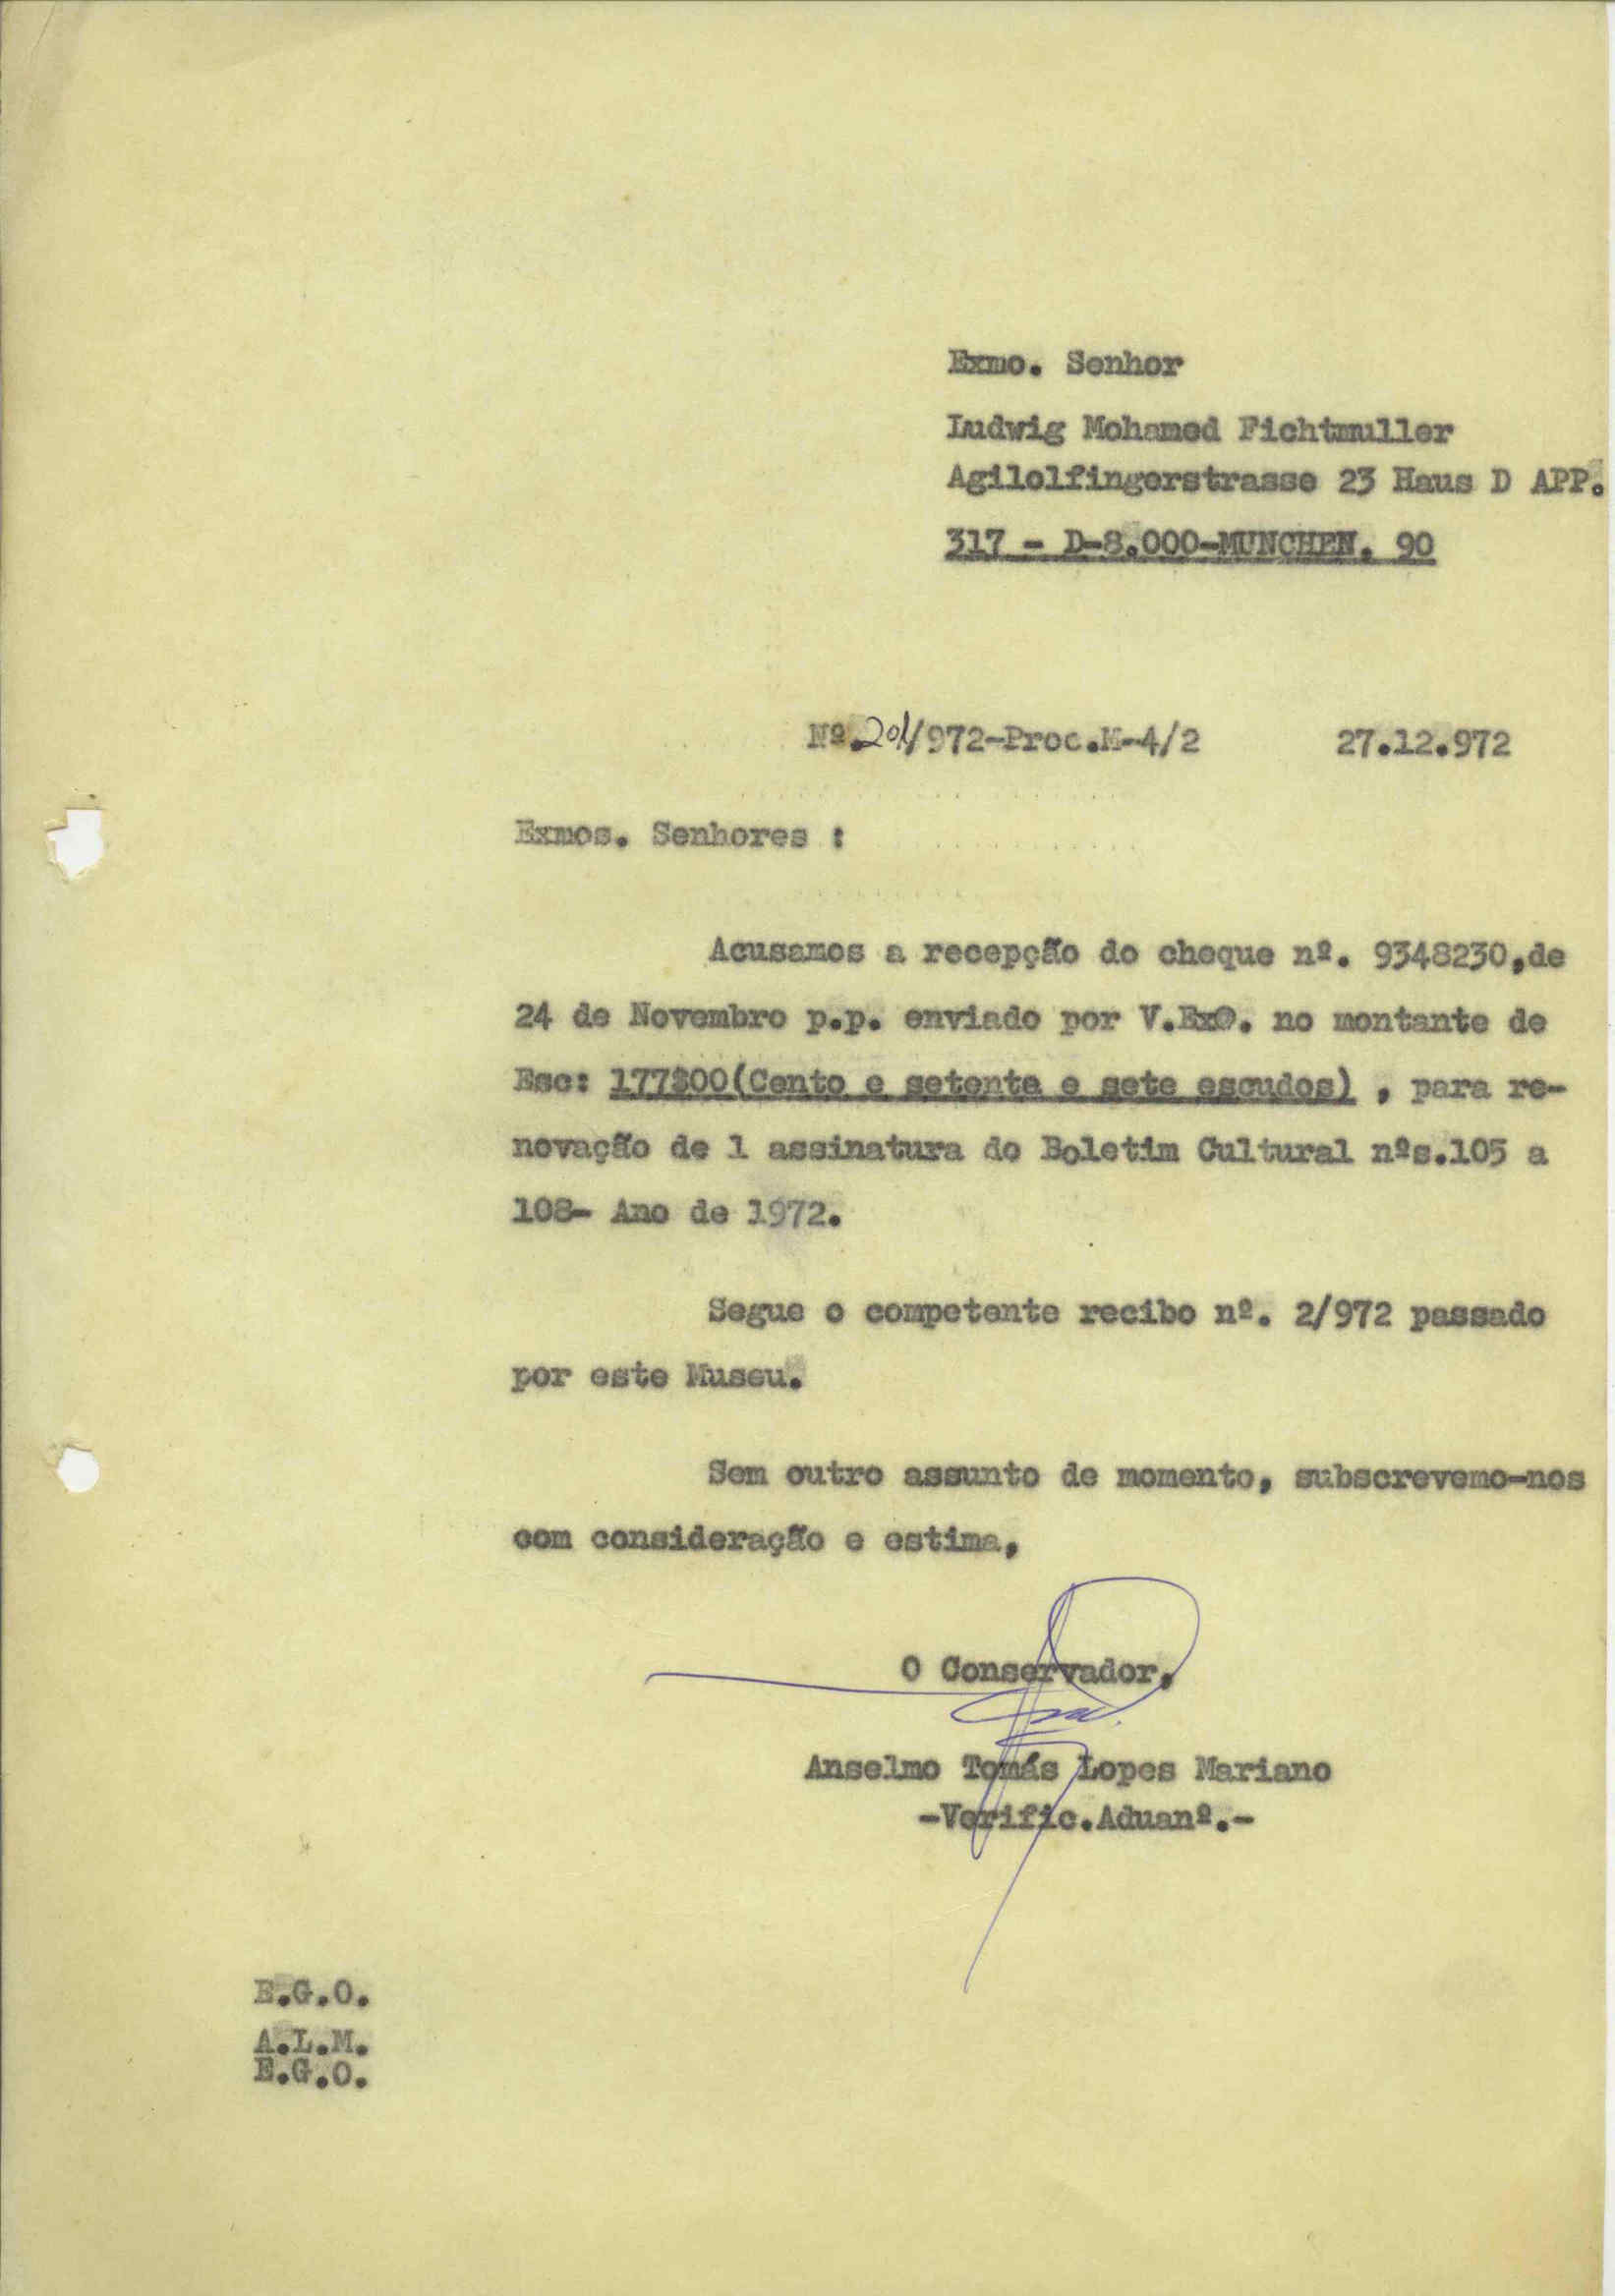 Exmo. Senhor
Ludwig Mohamed Fichtmuller
Agilolfingerstrasse 23 Haus D APP.
317 - D-8.000-MUNCHEN. 90
Nº.201/972-Proc.M-4/2 27.12.972
Exmos. Senhores :
Acusamos a recepção do cheque nº. 9348230,de
24 de Novembro p.p. enviado por V.Exª. no montante de
Esc: 177$00(Cento e setenta e sete escudos) , para re-
novação de 1 assinatura do Boletim Cultural nºs.105 a
108- Ano de 1972.
Segue o competente recibo nº. 2/972 passado
por este Museu.
Sem outro assunto de momento, subscrevemo-nos
com consideração e estima,
O Conservador,
Anselmo Tomás Lopes Mariano
-Verific.Aduanº.-
E.G.O.
A.L.M.
E.G.O.